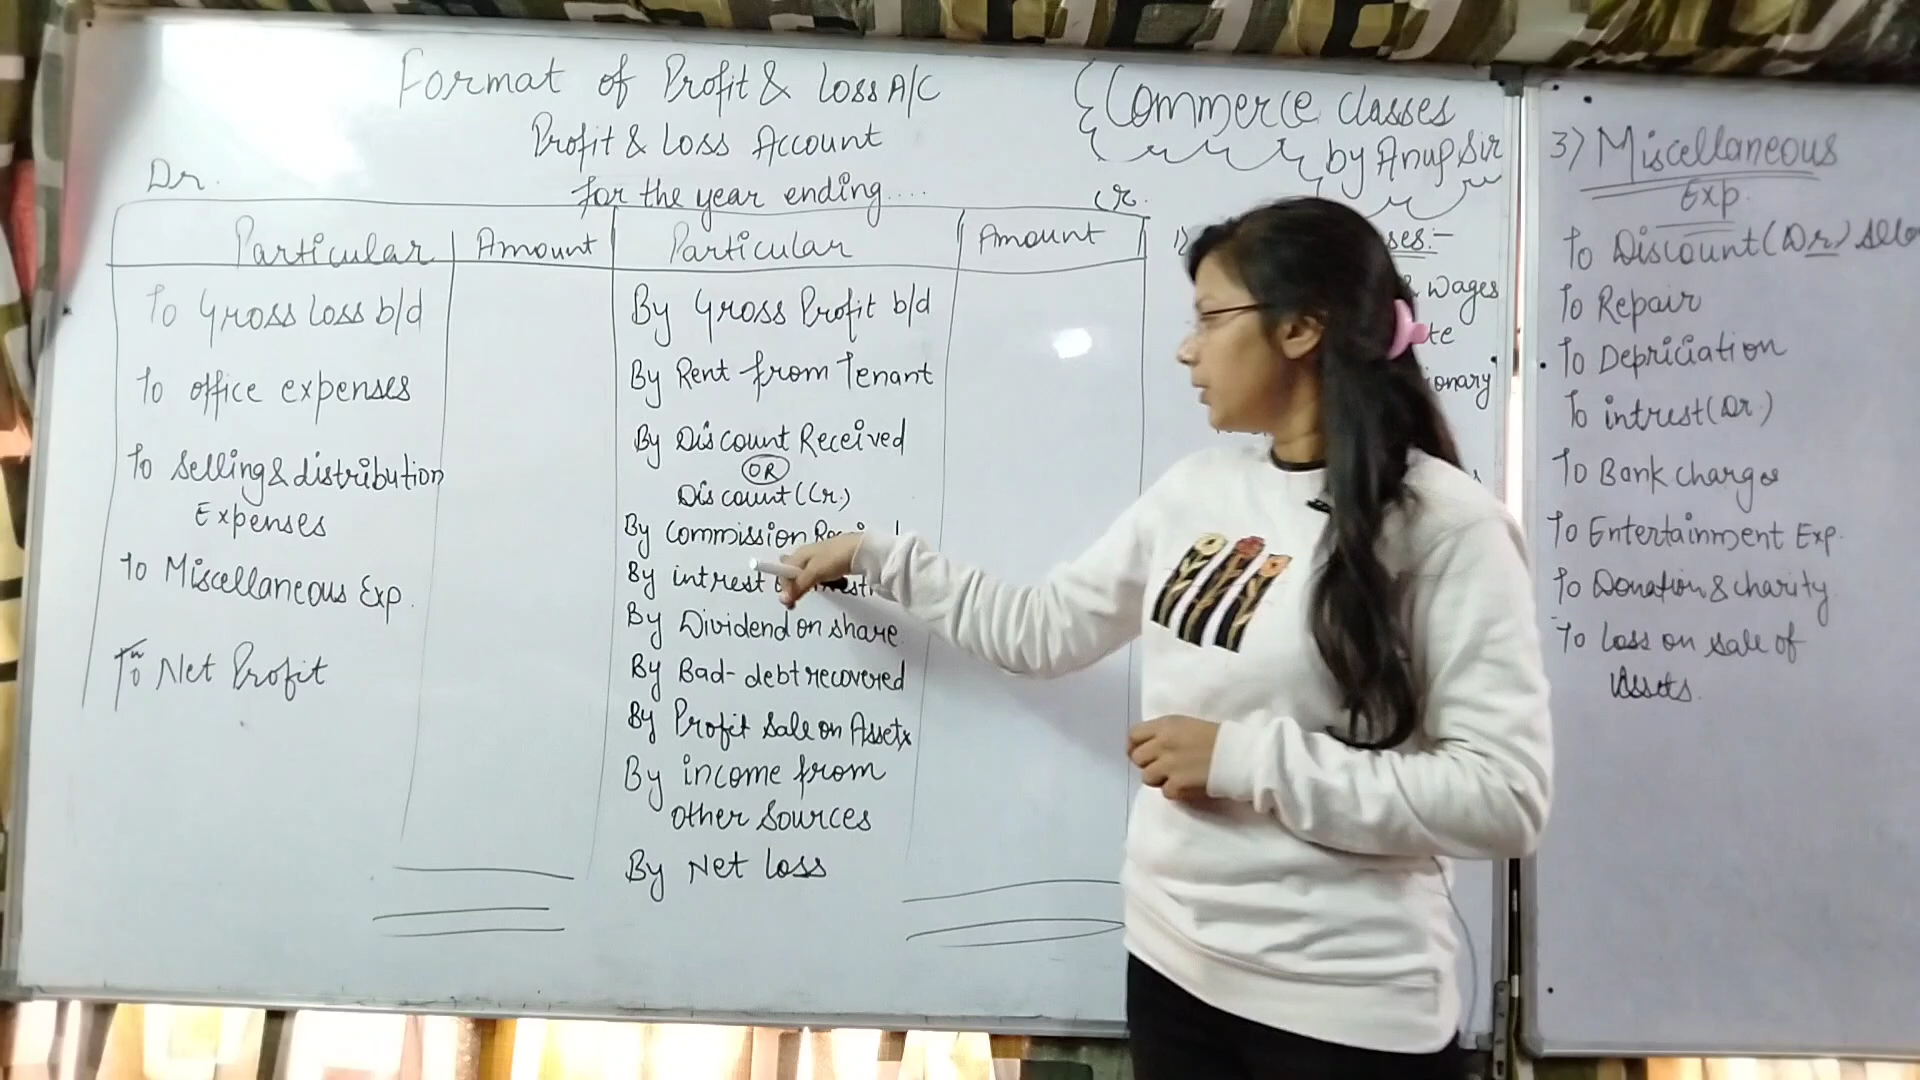 Format of Profit & Loss A/C
Profit & Loss Account
for the year ending....
Dr.
Cr.
Particular
Amount
Particular
Amount
To Gross Loss b/d
To office expenses
To Selling & distribution
Expenses
To Miscellaneous Exp.
To Net Profit
By Gross Profit b/d
By Rent from Tenant
By Discount Received
OR
Discount (Cr.)
By Commission
By intrest
By Dividend on share
By Bad-debt recovered
By Profit Sale on Assets
By income from
other Sources
By Net loss
Commerce Classes
by Anup Sir
1)
wages
3) Miscellaneous
Exp.
To Discount (Dr.)
To Repair
To Depriciation
To intrest (Dr.)
To Bank charges
To Entertainment Exp.
To Donation & charity
To Loss on sale of
Assets.